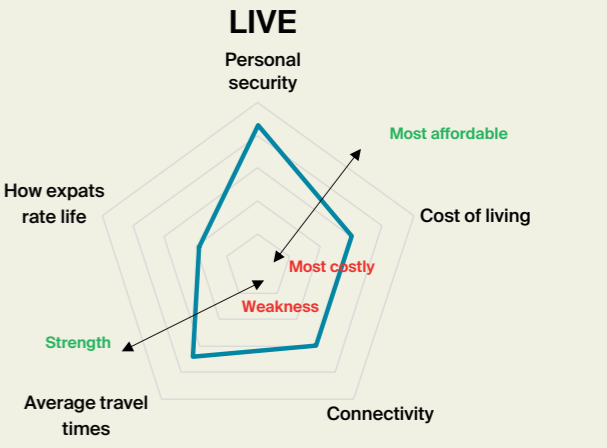 LIVE
Personal
security
Most affordable
How expats
rate life
Cost of living
Most costly
Weakness
Strength
Average travel
times
Connectivity